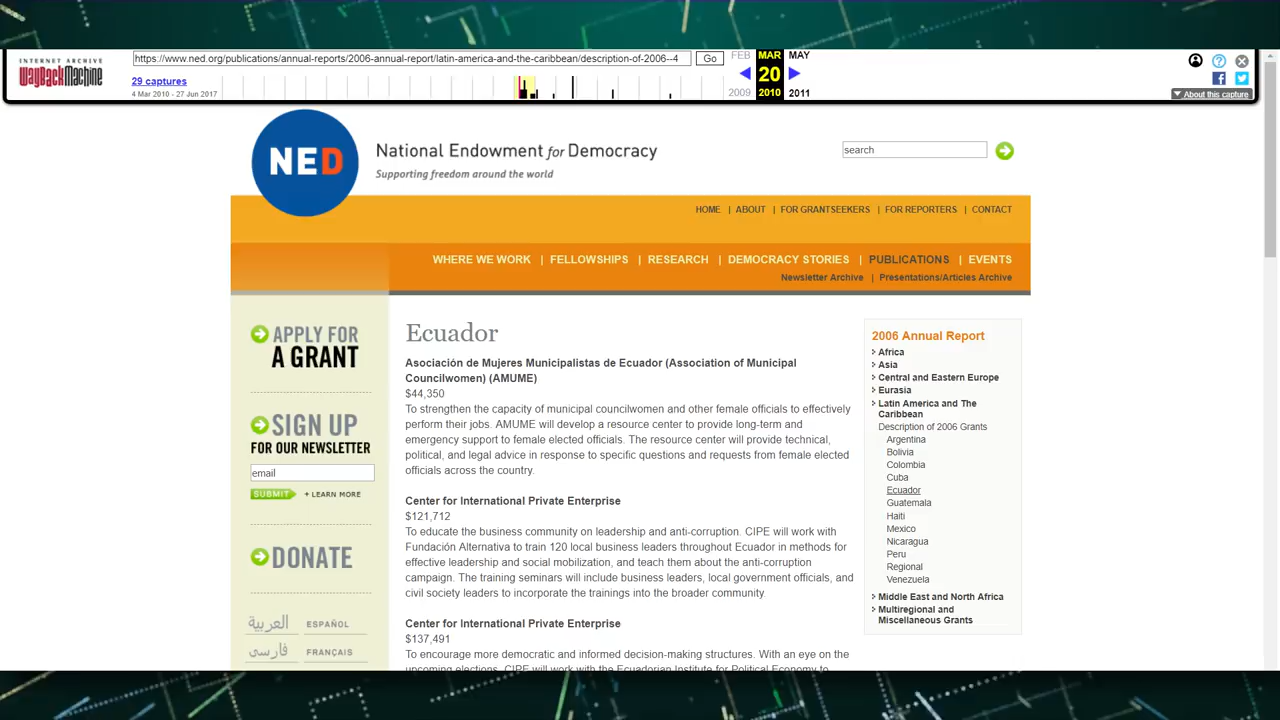 INTERNET ARCHIVE
WayBackMachine
https://www.ned.org/publications/annual-reports/2006-annual-report/latin-america-and-the-caribbean/description-of-2006--4
Go
FEB
MAR
MAY
29 captures
20
4 Mar 2010 - 27 Jun 2017
2009
2010
2011
About this capture
NED
National Endowment for Democracy
Supporting freedom around the world
search
HOME | ABOUT | FOR GRANTSEEKERS | FOR REPORTERS | CONTACT
WHERE WE WORK | FELLOWSHIPS | RESEARCH | DEMOCRACY STORIES | PUBLICATIONS | EVENTS
Newsletter Archive | Presentations/Articles Archive
APPLY FOR
A GRANT
SIGN UP
FOR OUR NEWSLETTER
email
SUBMIT
+ LEARN MORE
DONATE
العربية
ESPAÑOL
فارسی
FRANÇAIS
Ecuador
Asociación de Mujeres Municipalistas de Ecuador (Association of Municipal
Councilwomen) (AMUME)
$44,350
To strengthen the capacity of municipal councilwomen and other female officials to effectively
perform their jobs. AMUME will develop a resource center to provide long-term and
emergency support to female elected officials. The resource center will provide technical,
political, and legal advice in response to specific questions and requests from female elected
officials across the country.
Center for International Private Enterprise
$121,712
To educate the business community on leadership and anti-corruption. CIPE will work with
Fundación Alternativa to train 120 local business leaders throughout Ecuador in methods for
effective leadership and social mobilization, and teach them about the anti-corruption
campaign. The training seminars will include business leaders, local government officials, and
civil society leaders to incorporate the trainings into the broader community.
Center for International Private Enterprise
$137,491
To encourage more democratic and informed decision-making structures. With an eye on the
upcoming elections, CIPE will work with the Ecuadorian Institute for Political Economy to
2006 Annual Report
Africa
Asia
Central and Eastern Europe
Eurasia
Latin America and The
Caribbean
Description of 2006 Grants
Argentina
Bolivia
Colombia
Cuba
Ecuador
Guatemala
Haiti
Mexico
Nicaragua
Peru
Regional
Venezuela
Middle East and North Africa
Multiregional and
Miscellaneous Grants